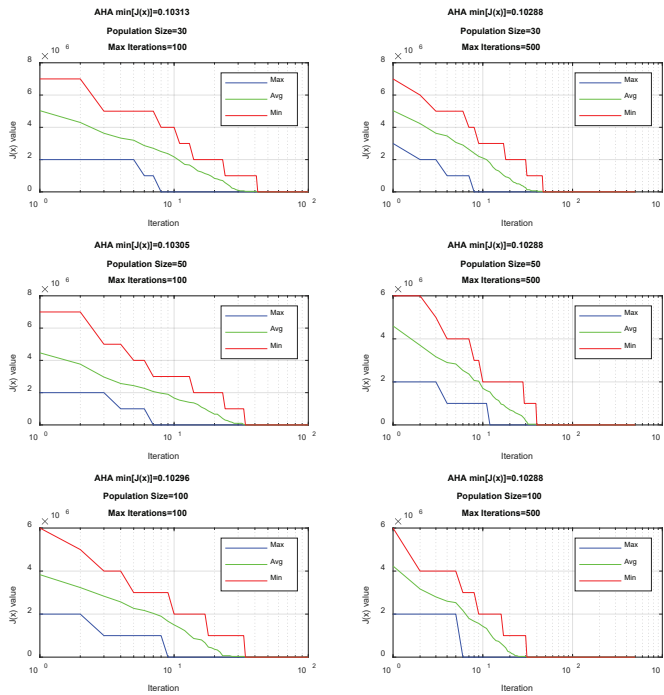 AHA min[J(x)]=0.10313
Population Size=30
Max Iterations=100
× 10 6
8
6
4
2
0
J(x) value
Max
Avg
Min
10 0
10 1
10 2
Iteration
AHA min[J(x)]=0.10288
Population Size=30
Max Iterations=500
× 10 6
8
6
4
2
0
J(x) value
Max
Avg
Min
10 0
10 1
10 2
10
Iteration
AHA min[J(x)]=0.10305
Population Size=50
Max Iterations=100
× 10 6
8
6
4
2
0
J(x) value
Max
Avg
Min
10 0
10 1
10 2
Iteration
AHA min[J(x)]=0.10288
Population Size=50
Max Iterations=500
× 10 6
6
4
2
0
J(x) value
Max
Avg
Min
10 0
10 1
10 2
10
Iteration
AHA min[J(x)]=0.10296
Population Size=100
Max Iterations=100
× 10 6
6
4
2
0
J(x) value
Max
Avg
Min
10 0
10 1
10 2
Iteration
AHA min[J(x)]=0.10288
Population Size=100
Max Iterations=500
× 10 6
6
4
2
0
J(x) value
Max
Avg
Min
10 0
10 1
10 2
10
Iteration